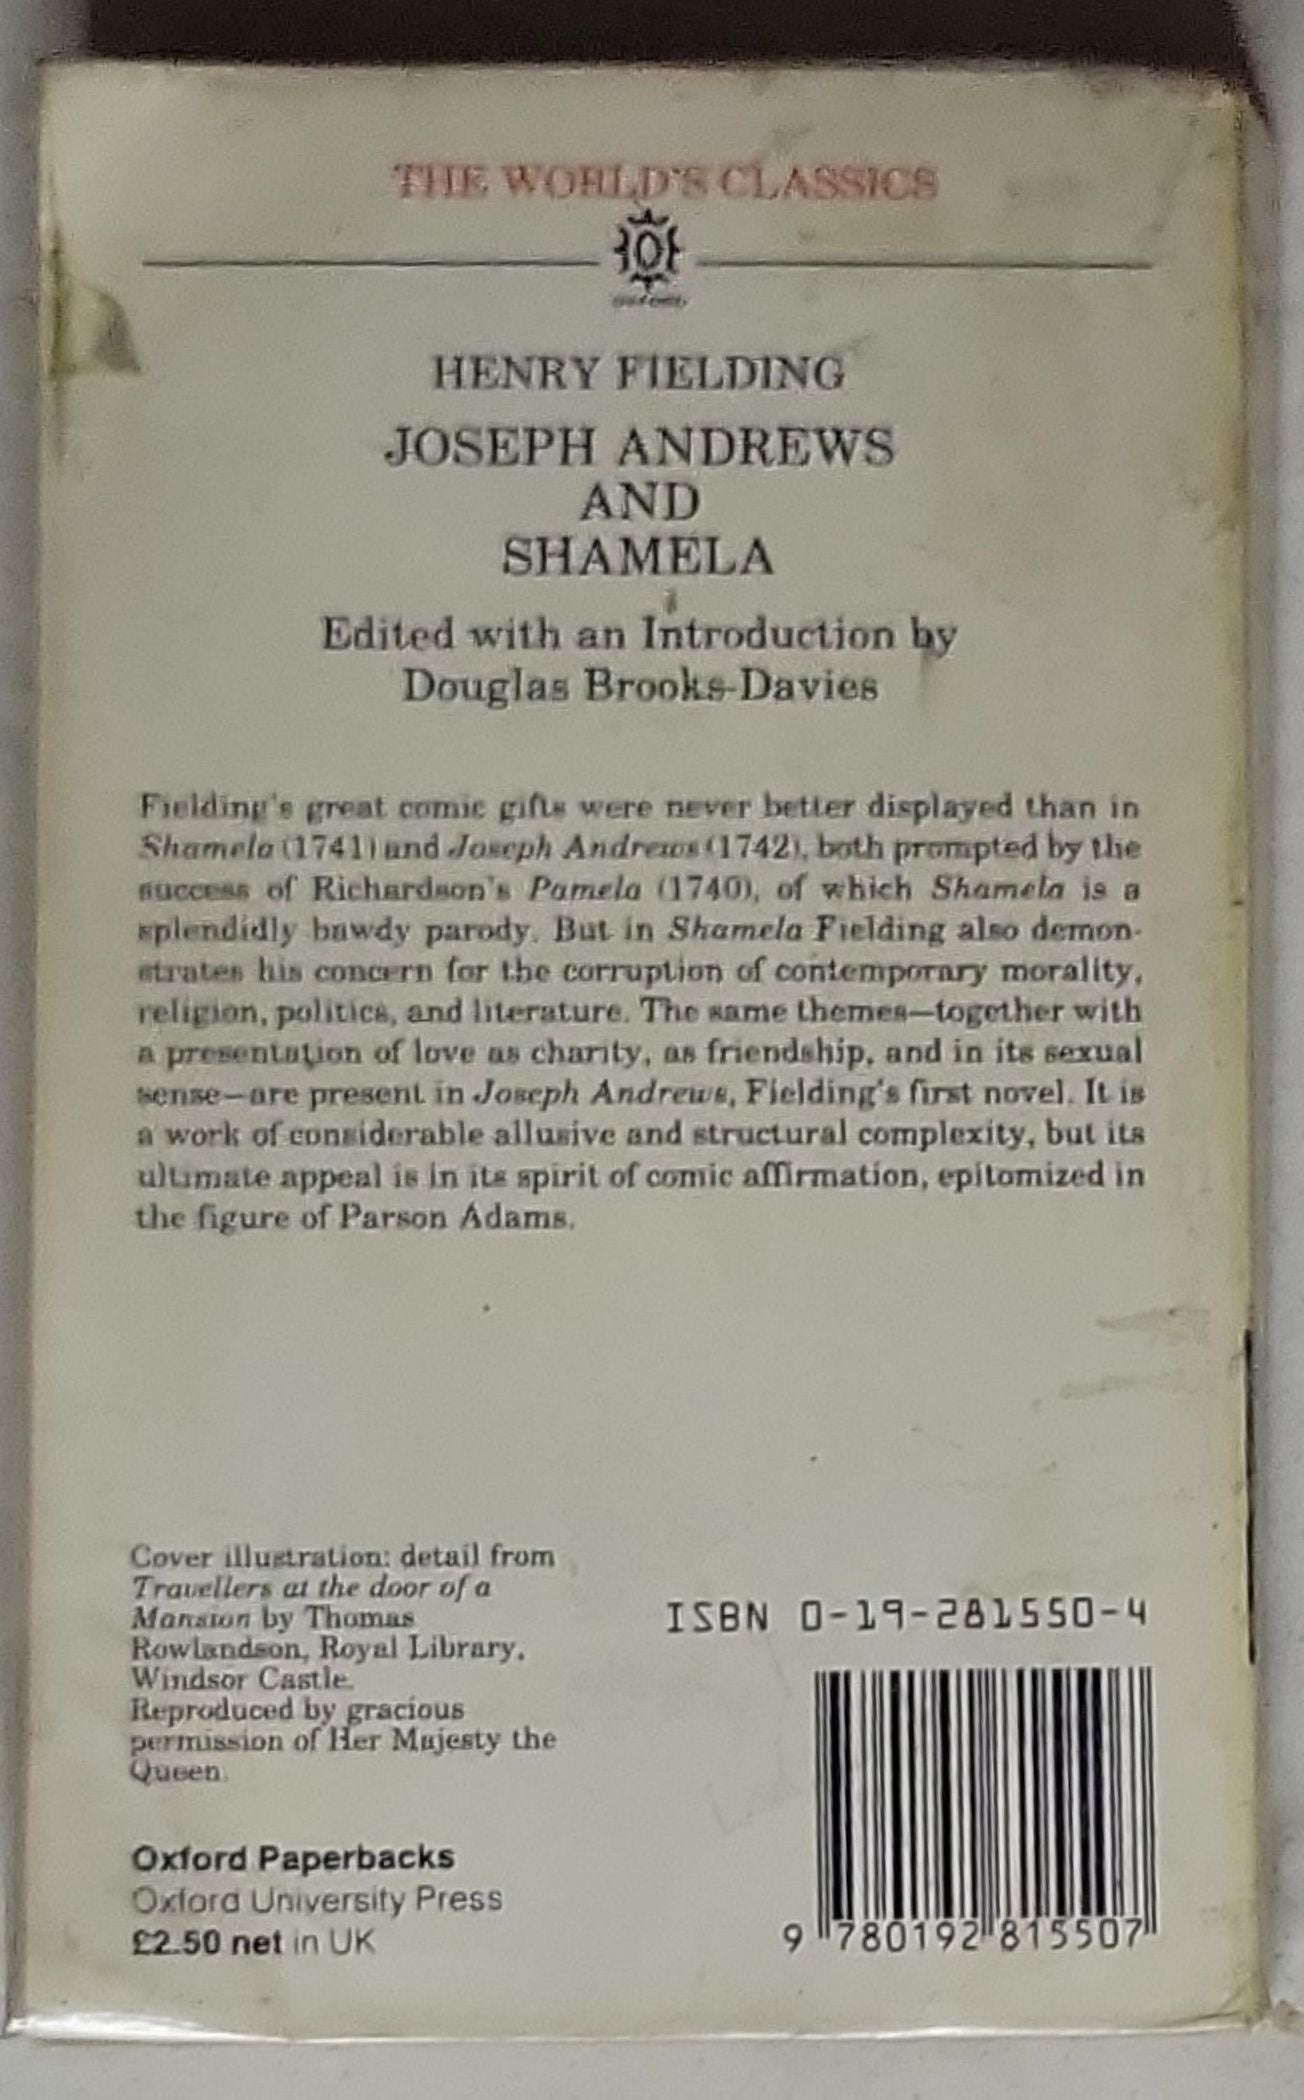 THE WORLD'S CLASSICS
HENRY FIELDING
JOSEPH ANDREWS
AND
SHAMELA
Edited with an Introduction by
Douglas Brooks-Davies
Fielding's great comic gifts were never better displayed than in
Shamela (1741) and Joseph Andrews (1742), both prompted by the
success of Richardson's Pamela (1740), of which Shamela is a
splendidly bawdy parody. But in Shamela Fielding also demon-
strates his concern for the corruption of contemporary morality,
religion, politics, and literature. The same themes—together with
a presentation of love as charity, as friendship, and in its sexual
sense—are present in Joseph Andrews, Fielding's first novel. It is
a work of considerable allusive and structural complexity, but its
ultimate appeal is in its spirit of comic affirmation, epitomized in
the figure of Parson Adams.
Cover illustration: detail from
Travellers at the door of a
Mansion by Thomas
Rowlandson, Royal Library,
Windsor Castle.
Reproduced by gracious
permission of Her Majesty the
Queen.
Oxford Paperbacks
Oxford University Press
£2.50 net in UK
ISBN 0-19-281550-4
9 780192 815507